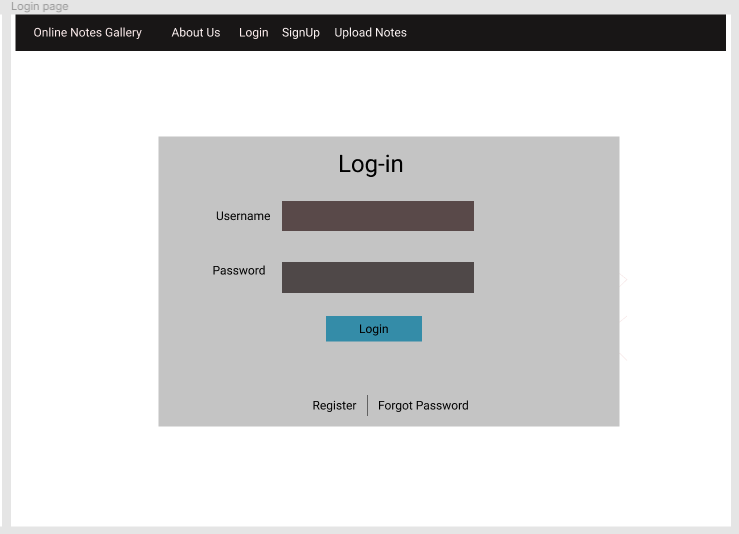 Login page
Online Notes Gallery About Us Login SignUp Upload Notes
Log-in
Username
Password
Login
Register Forgot Password